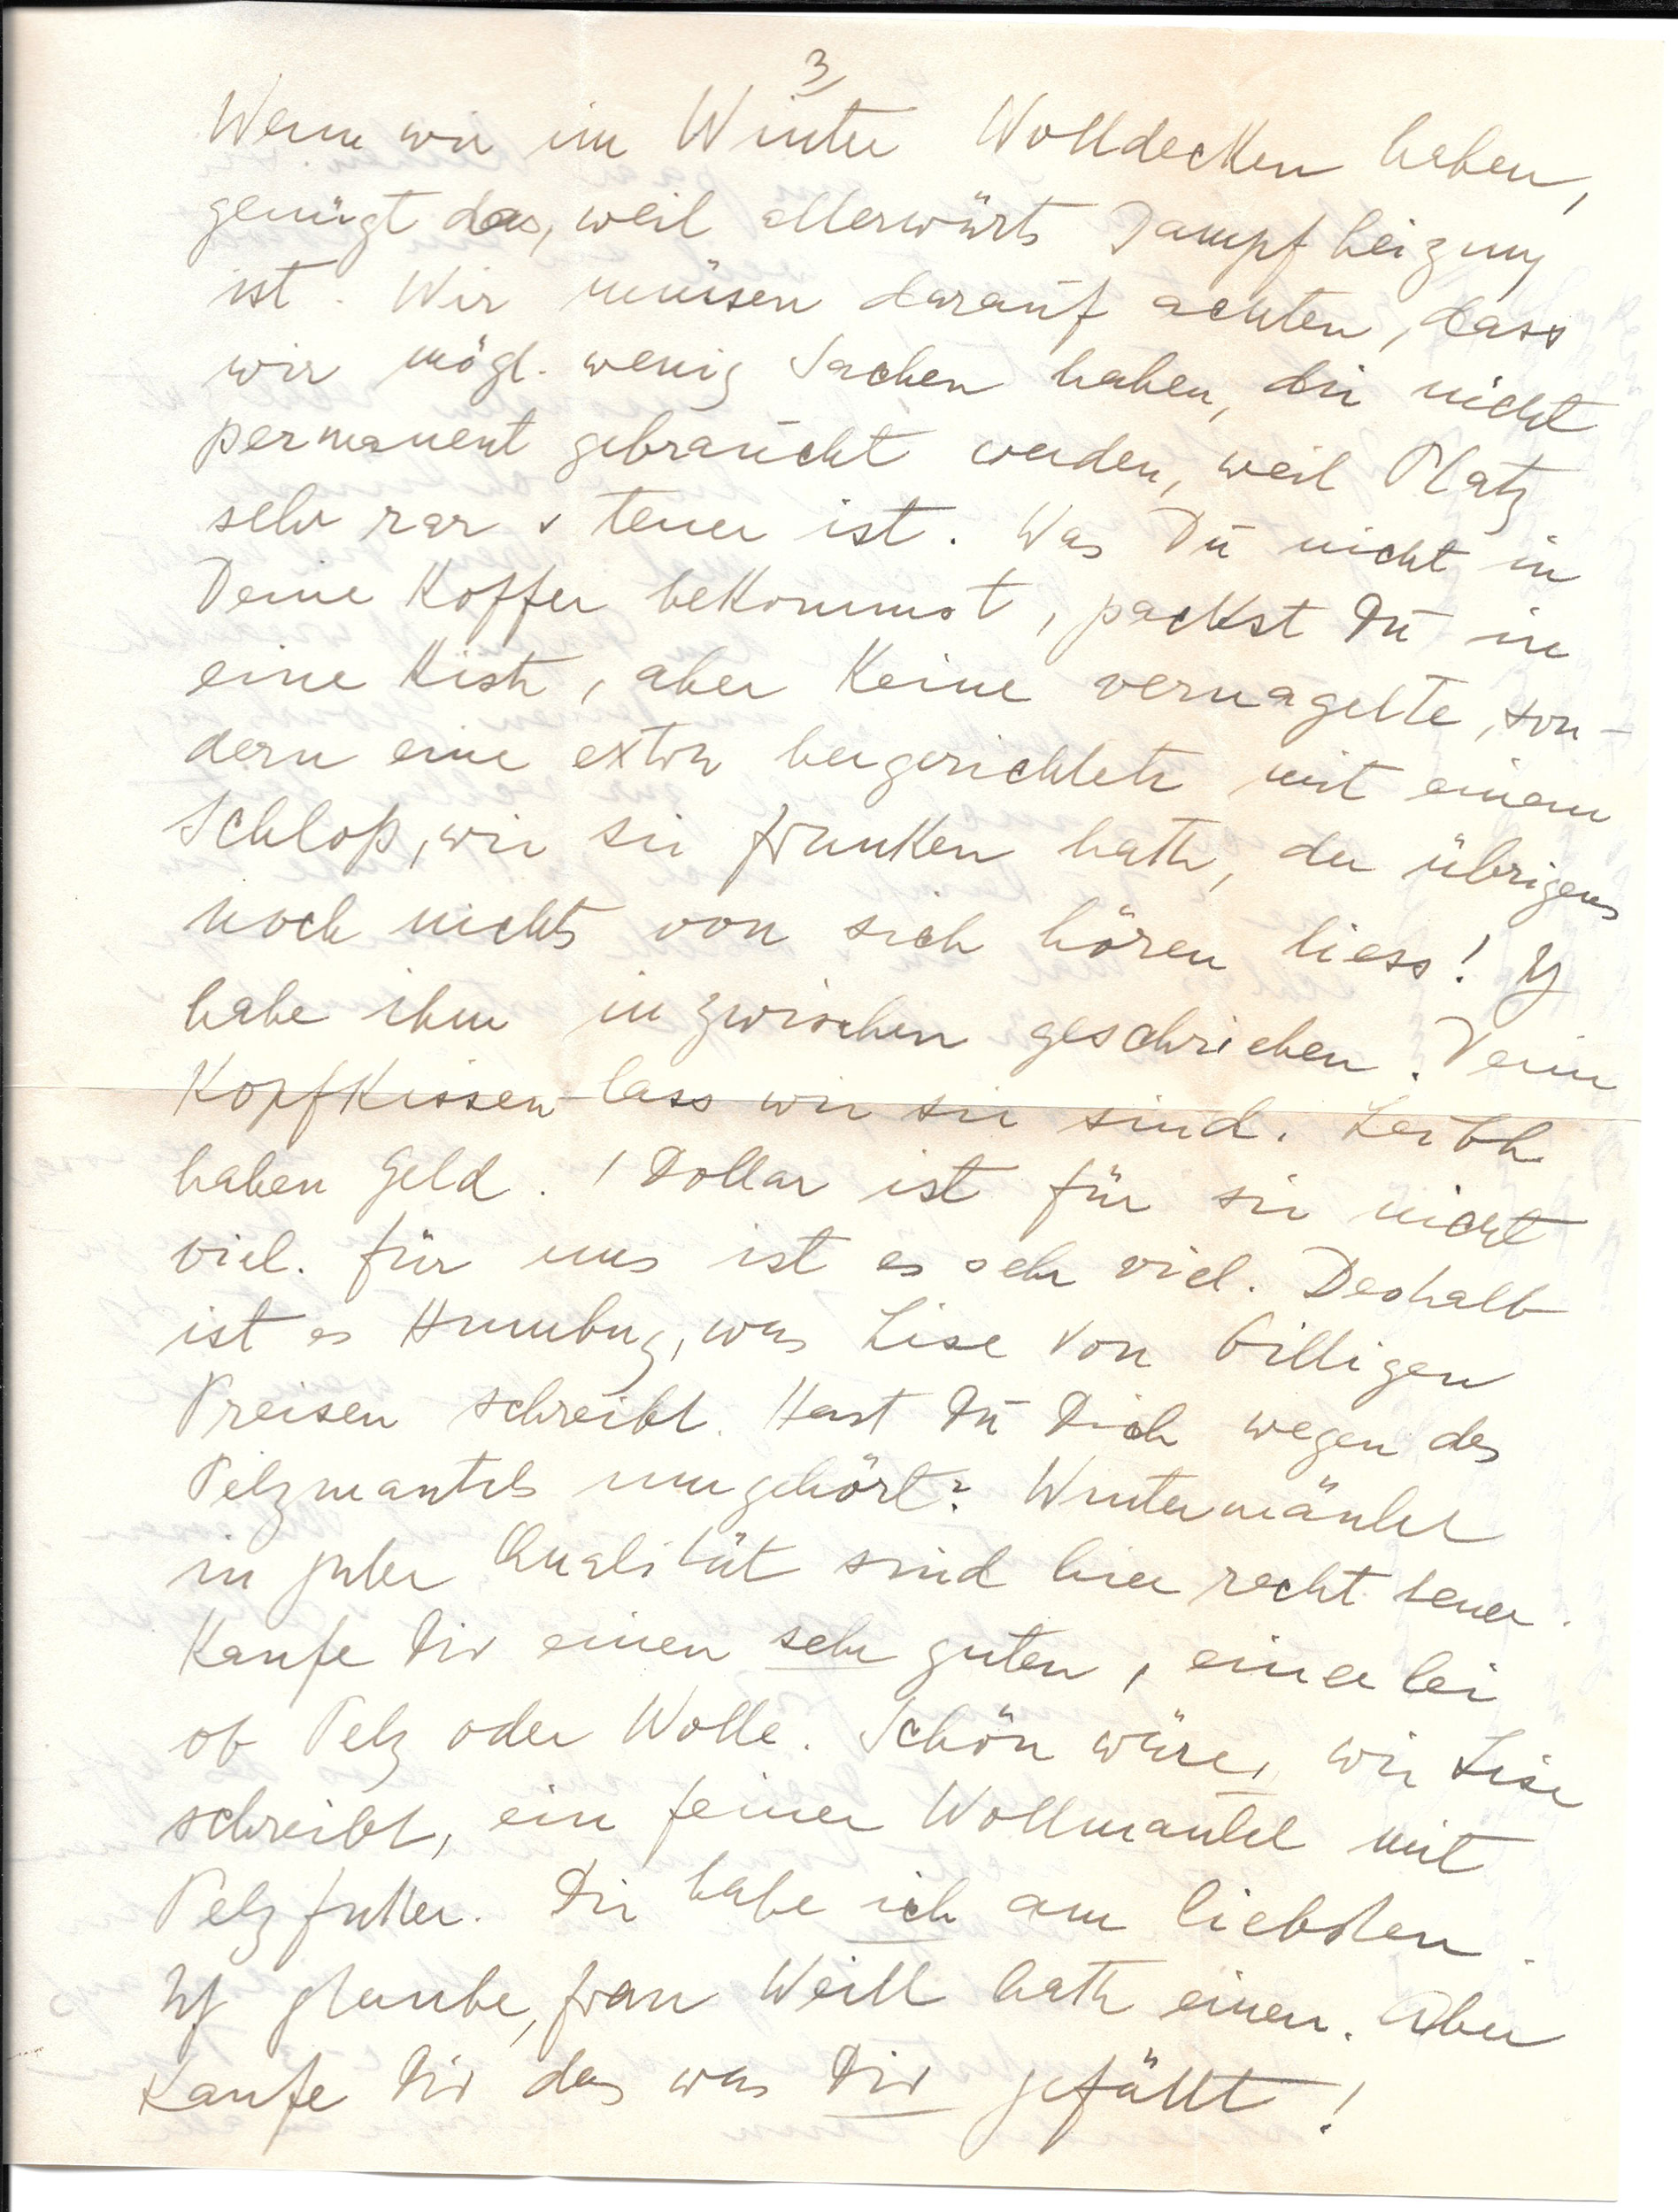 3
Wenn wir im Winter Wolldecken haben,
genügt das, weil allerwärts Dampfheizung
ist. Wir müssen darauf achten, dass
wir mögl. wenig Sachen haben, die nicht
permanent gebraucht werden, weil Platz
sehr rar & teuer ist. Was Du nicht in
Deine Koffer bekommst, packst Du in
eine Kiste, aber keine vernagelte, son-
dern eine extra hergerichtete mit einem
Schloß, wie sie Franken hatte, der übrigens
noch nichts von sich hören liess! Ich
habe ihm inzwischen geschrieben. Deine
Kopfkissen lass wie sie sind.
haben Geld. 1 Dollar ist für sie nicht
viel. für uns ist es sehr viel. Deshalb
ist es Humbug, was Lise von billigen
Preisen schreibt. Hast Du Dich wegen des
Pelzmantels umgehört? Wintermäntel
in guter Qualität sind hier recht teuer.
Kaufe Dir einen sehr guten, einerlei
ob Pelz oder Wolle. Schön wäre, wie Lise
schreibt, ein feiner Wollmantel mit
Pelzfutter. Die habe ich am liebsten.
Ich glaube, Frau Weill hatte einen. Aber
Kaufe Dir das was Dir gefällt!